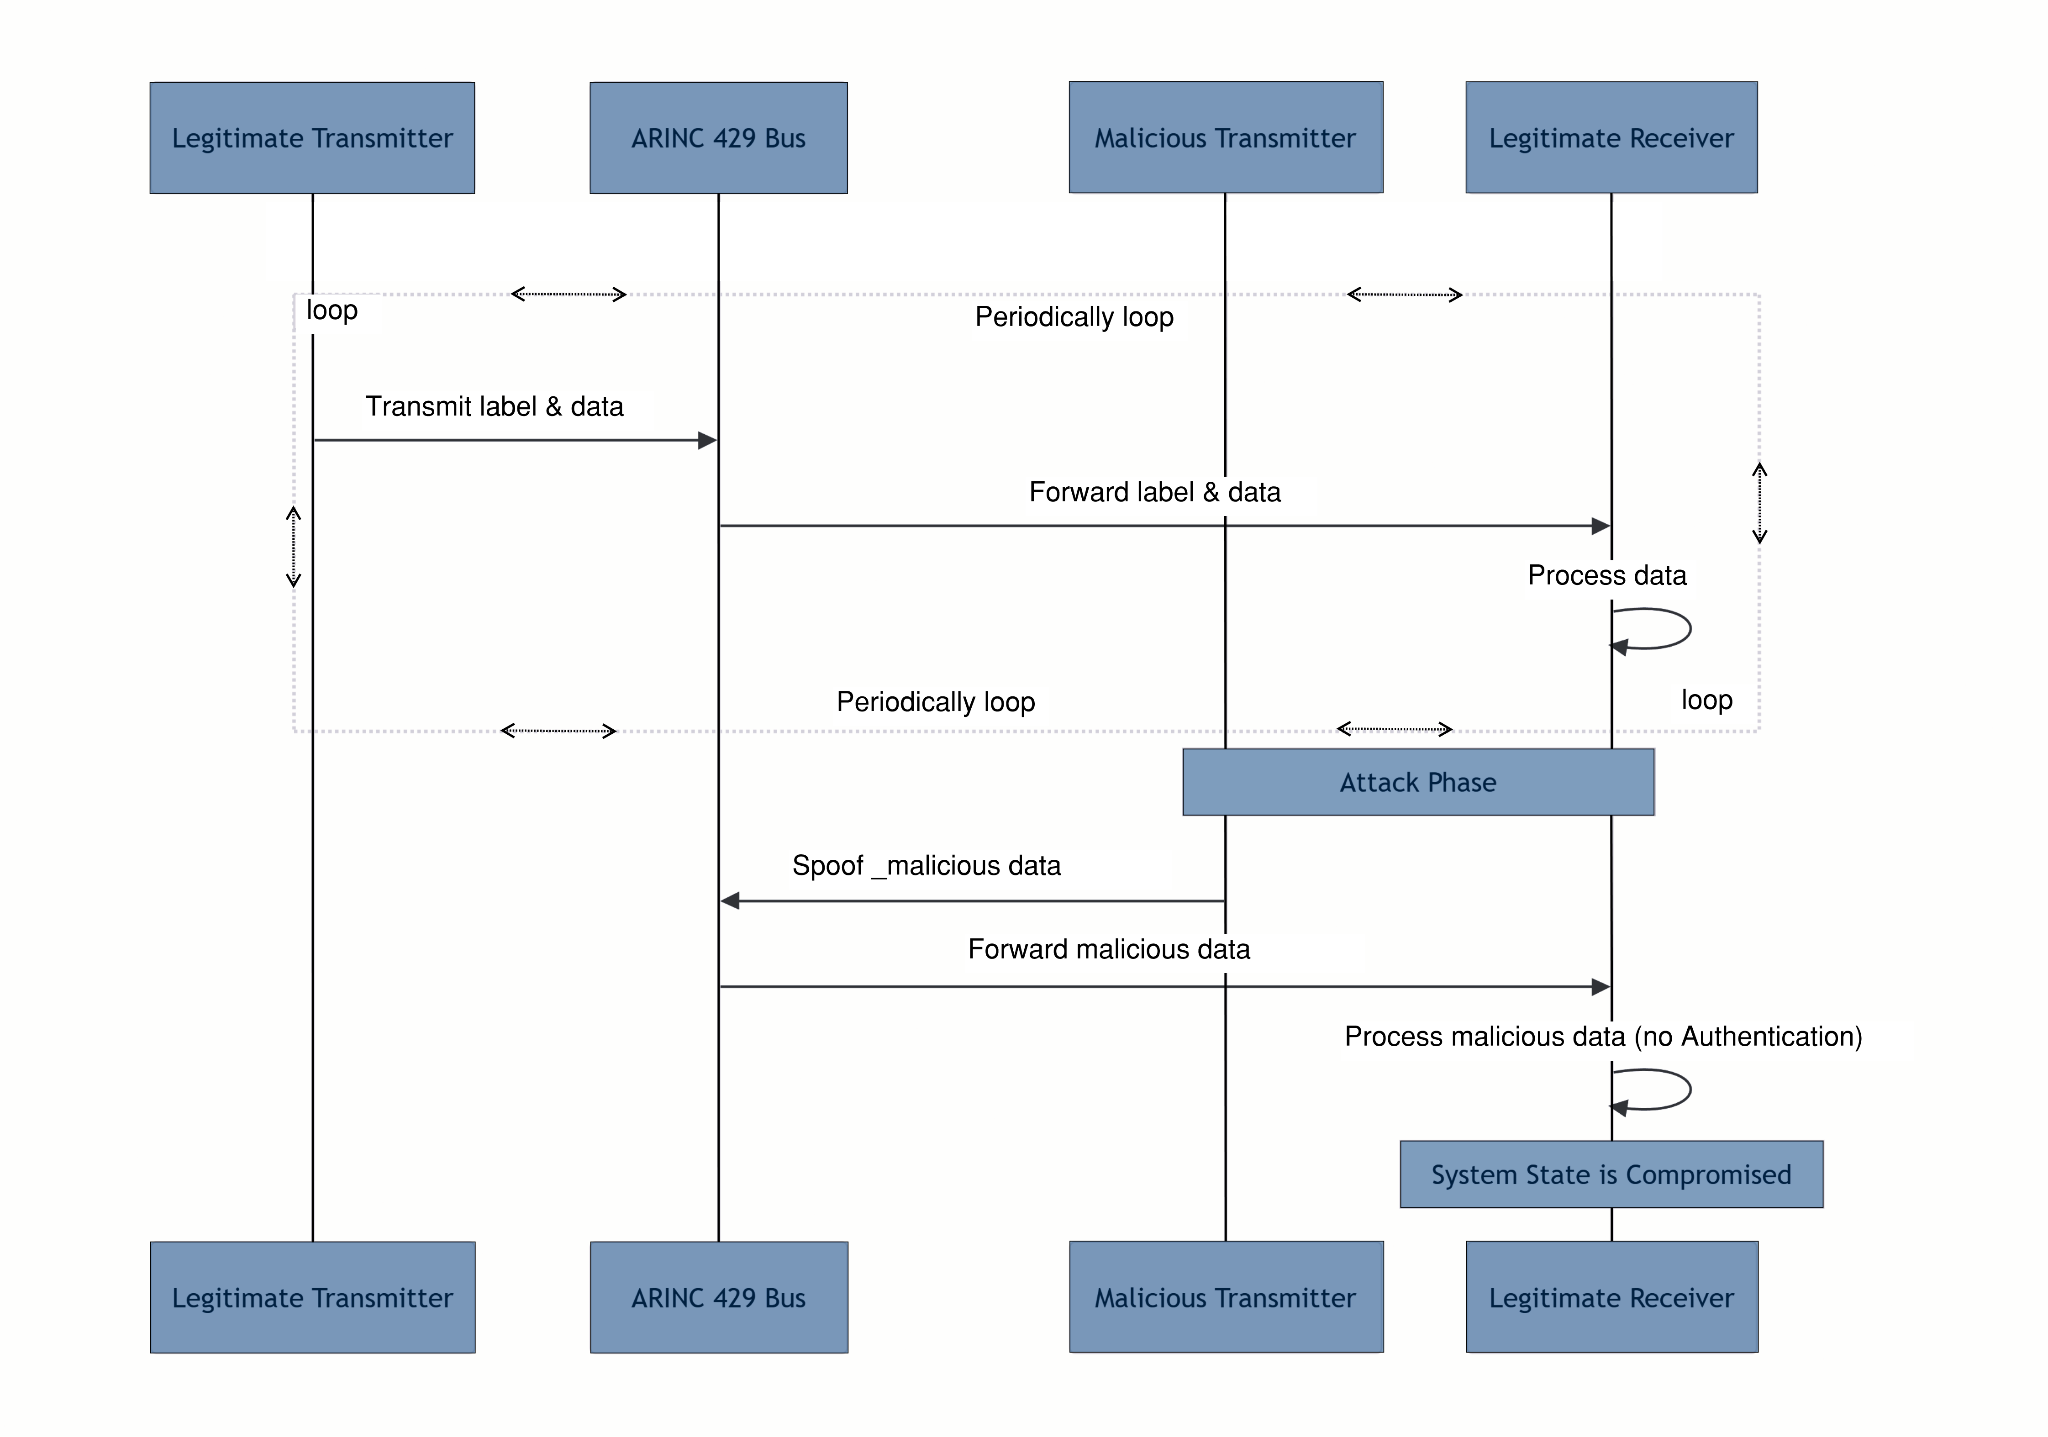 Legitimate Transmitter
ARINC 429 Bus
Malicious Transmitter
Legitimate Receiver
loop
Periodically loop
Transmit label & data
Forward label & data
Process data
Periodically loop
loop
Attack Phase
Spoof _malicious data
Forward malicious data
Process malicious data (no Authentication)
System State is Compromised
Legitimate Transmitter
ARINC 429 Bus
Malicious Transmitter
Legitimate Receiver